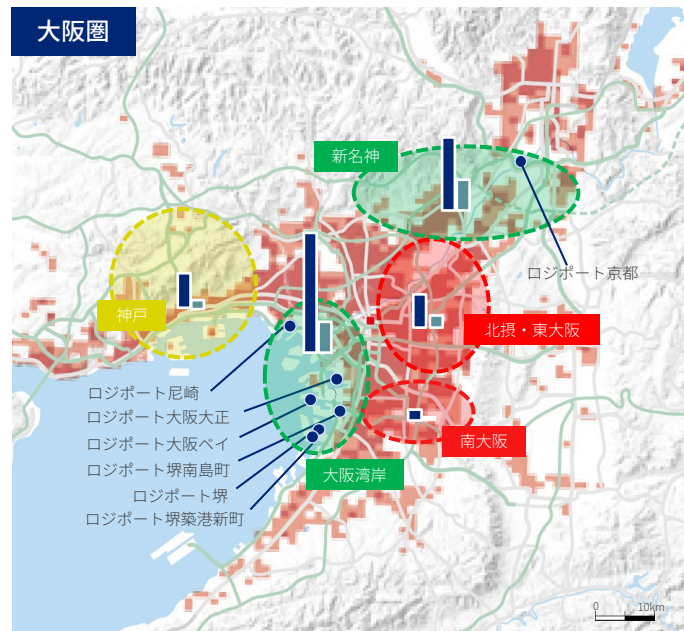 大阪圏
新名神
ロジポート京都
神戸
北摂・東大阪
ロジポート尼崎
ロジポート大阪大正
ロジポート大阪ベイ
ロジポート堺南島町
ロジポート堺
ロジポート堺築港新町
南大阪
大阪湾岸
0 10km